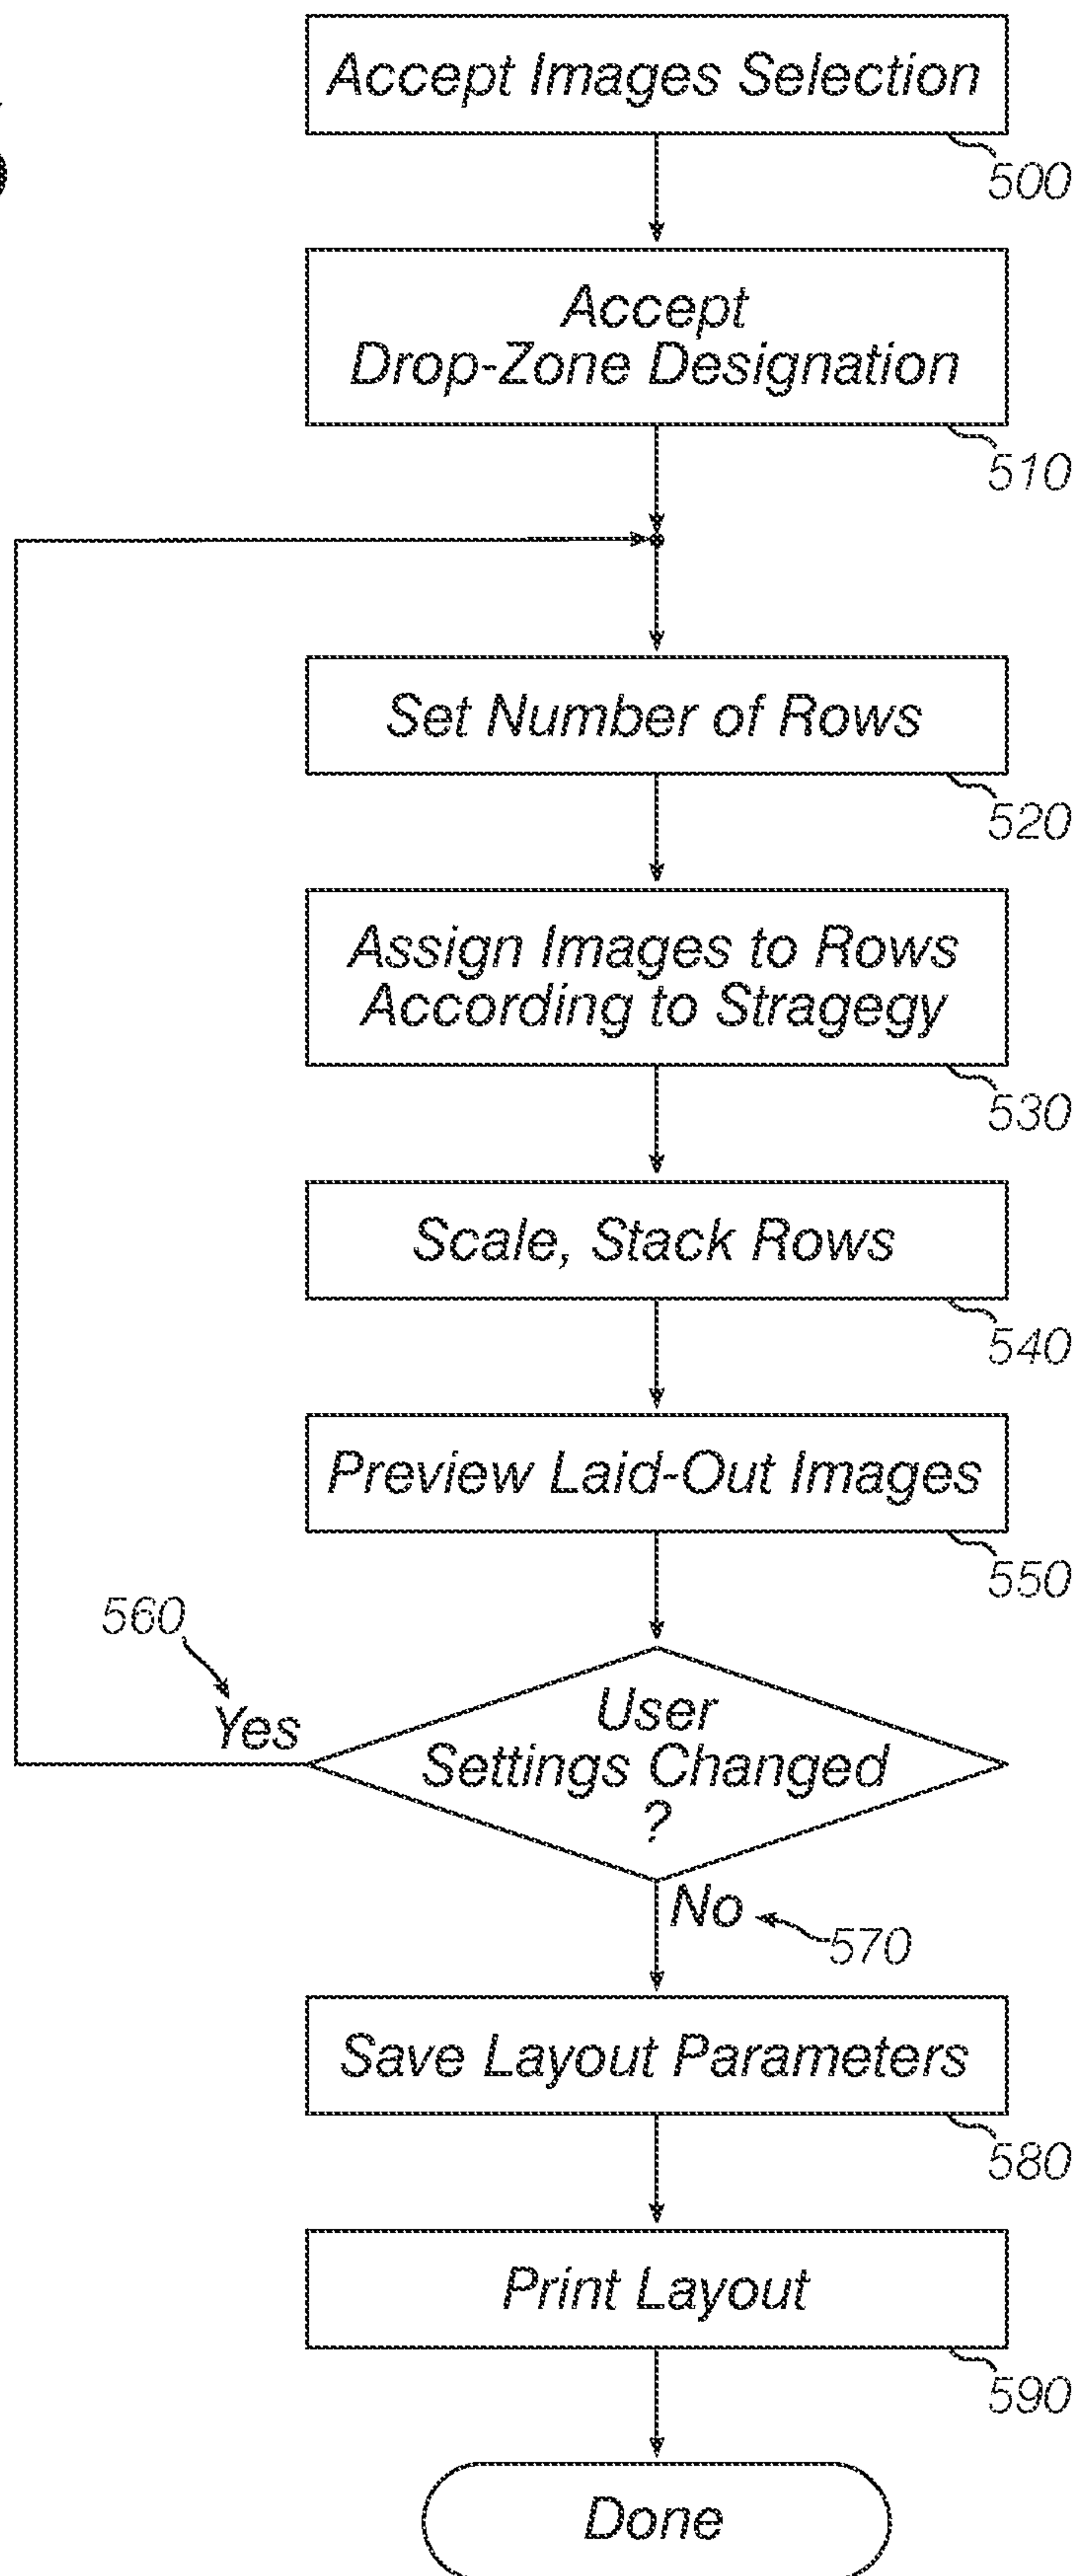 Accept Images Selection
500
Accept
Drop-Zone Designation
510
Set Number of Rows
520
Assign Images to Rows
According to Stragegy
530
Scale, Stack Rows
540
Preview Laid-Out Images
550
560
Yes
User
Settings Changed
?
No
570
Save Layout Parameters
580
Print Layout
590
Done